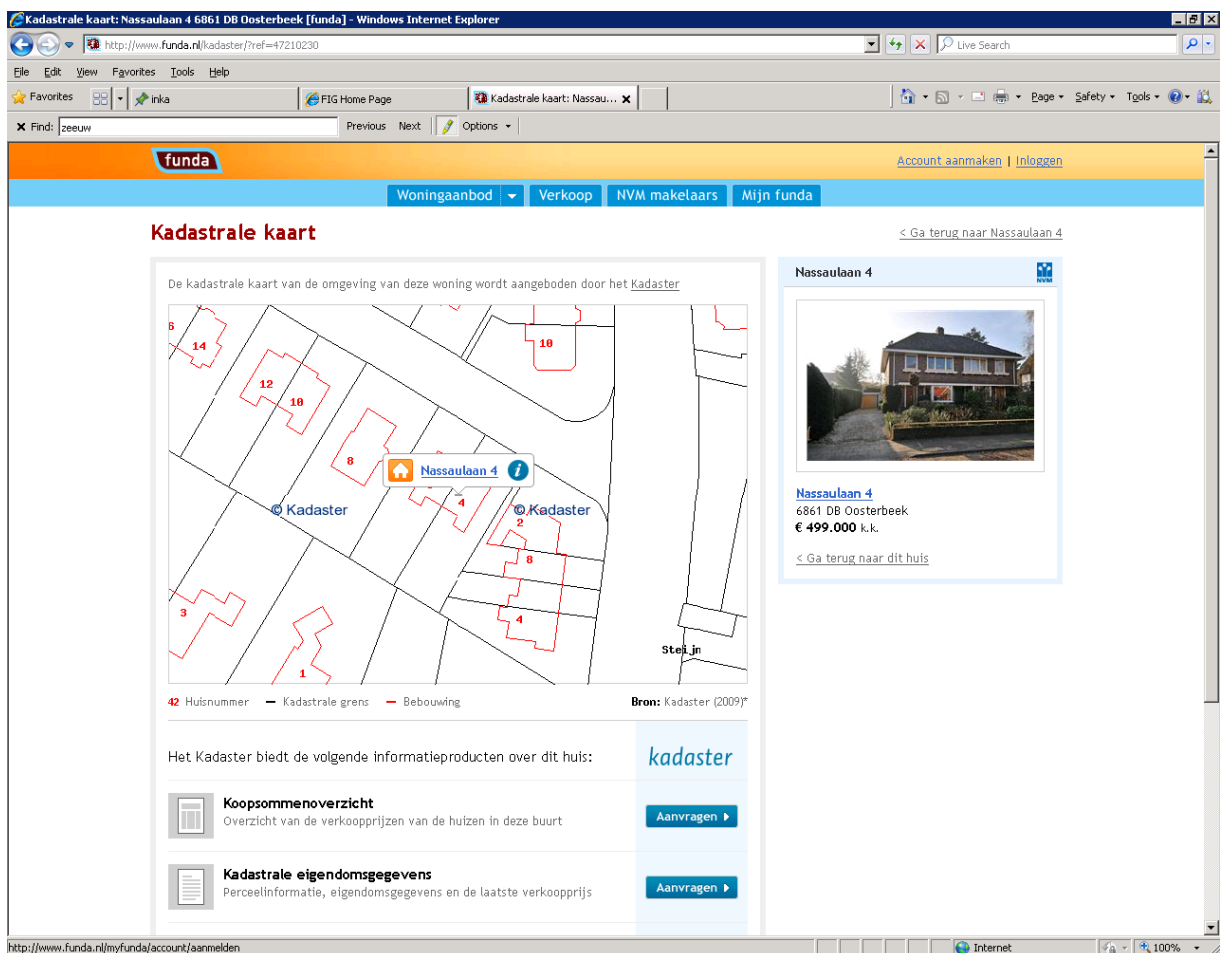 Kadastrale kaart: Nassaulaan 4 6861 DB Oosterbeek [funda] - Windows Internet Explorer
http://www.funda.nl/kadaster/?ref=47210230
Live Search
File Edit View Favorites Tools Help
Favorites
inka
FIG Home Page
Kadastrale kaart: Nassau...
Page
Safety
Tools
Find: zeeuw
Previous Next
Options
funda
Account aanmaken | Inloggen
Woningaanbod
Verkoop
NVM makelaars
Mijn funda
Kadastrale kaart
< Ga terug naar Nassaulaan 4
De kadastrale kaart van de omgeving van deze woning wordt aangeboden door het Kadaster
6
14
12
10
10
8
Nassaulaan 4
i
4
© Kadaster
© Kadaster
2
8
4
3
1
Steijn
42 Huisnummer
Kadastrale grens
Bebouwing
Bron: Kadaster (2009)*
Nassaulaan 4
NVM
Nassaulaan 4
6861 DB Oosterbeek
€ 499.000 k.k.
< Ga terug naar dit huis
Het Kadaster biedt de volgende informatieproducten over dit huis:
kadaster
Koopsommenoverzicht
Overzicht van de verkoopprijzen van de huizen in deze buurt
Aanvragen
Kadastrale eigendomsgegevens
Perceelinformatie, eigendomsgegevens en de laatste verkoopprijs
Aanvragen
http://www.funda.nl/myfunda/account/aanmelden
Internet
100%